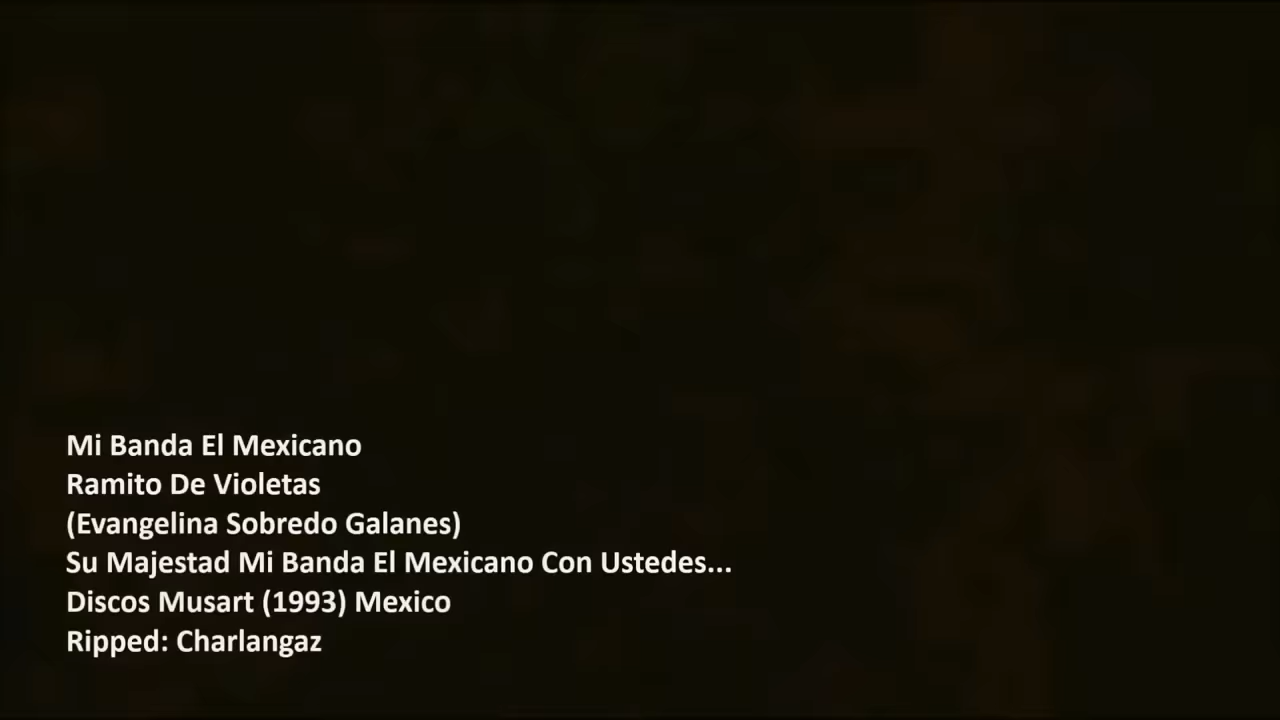 Mi Banda El Mexicano
Ramito De Violetas
(Evangelina Sobredo Galanes)
Su Majestad Mi Banda El Mexicano Con Ustedes...
Discos Musart (1993) Mexico
Ripped: Charlangaz